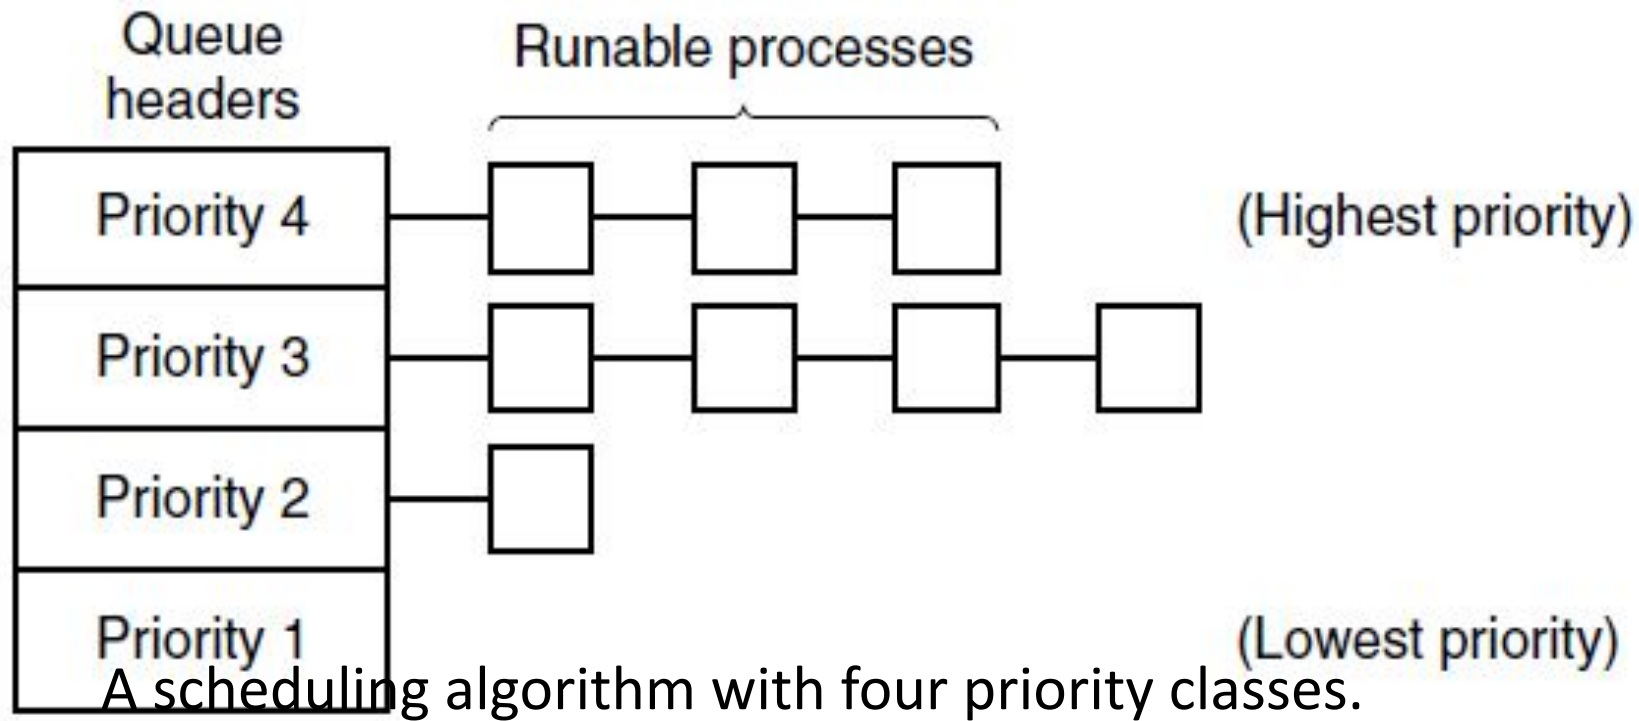 Queue
headers
Runable processes
Priority 4
(Highest priority)
Priority 3
Priority 2
Priority 1
(Lowest priority)
A scheduling algorithm with four priority classes.